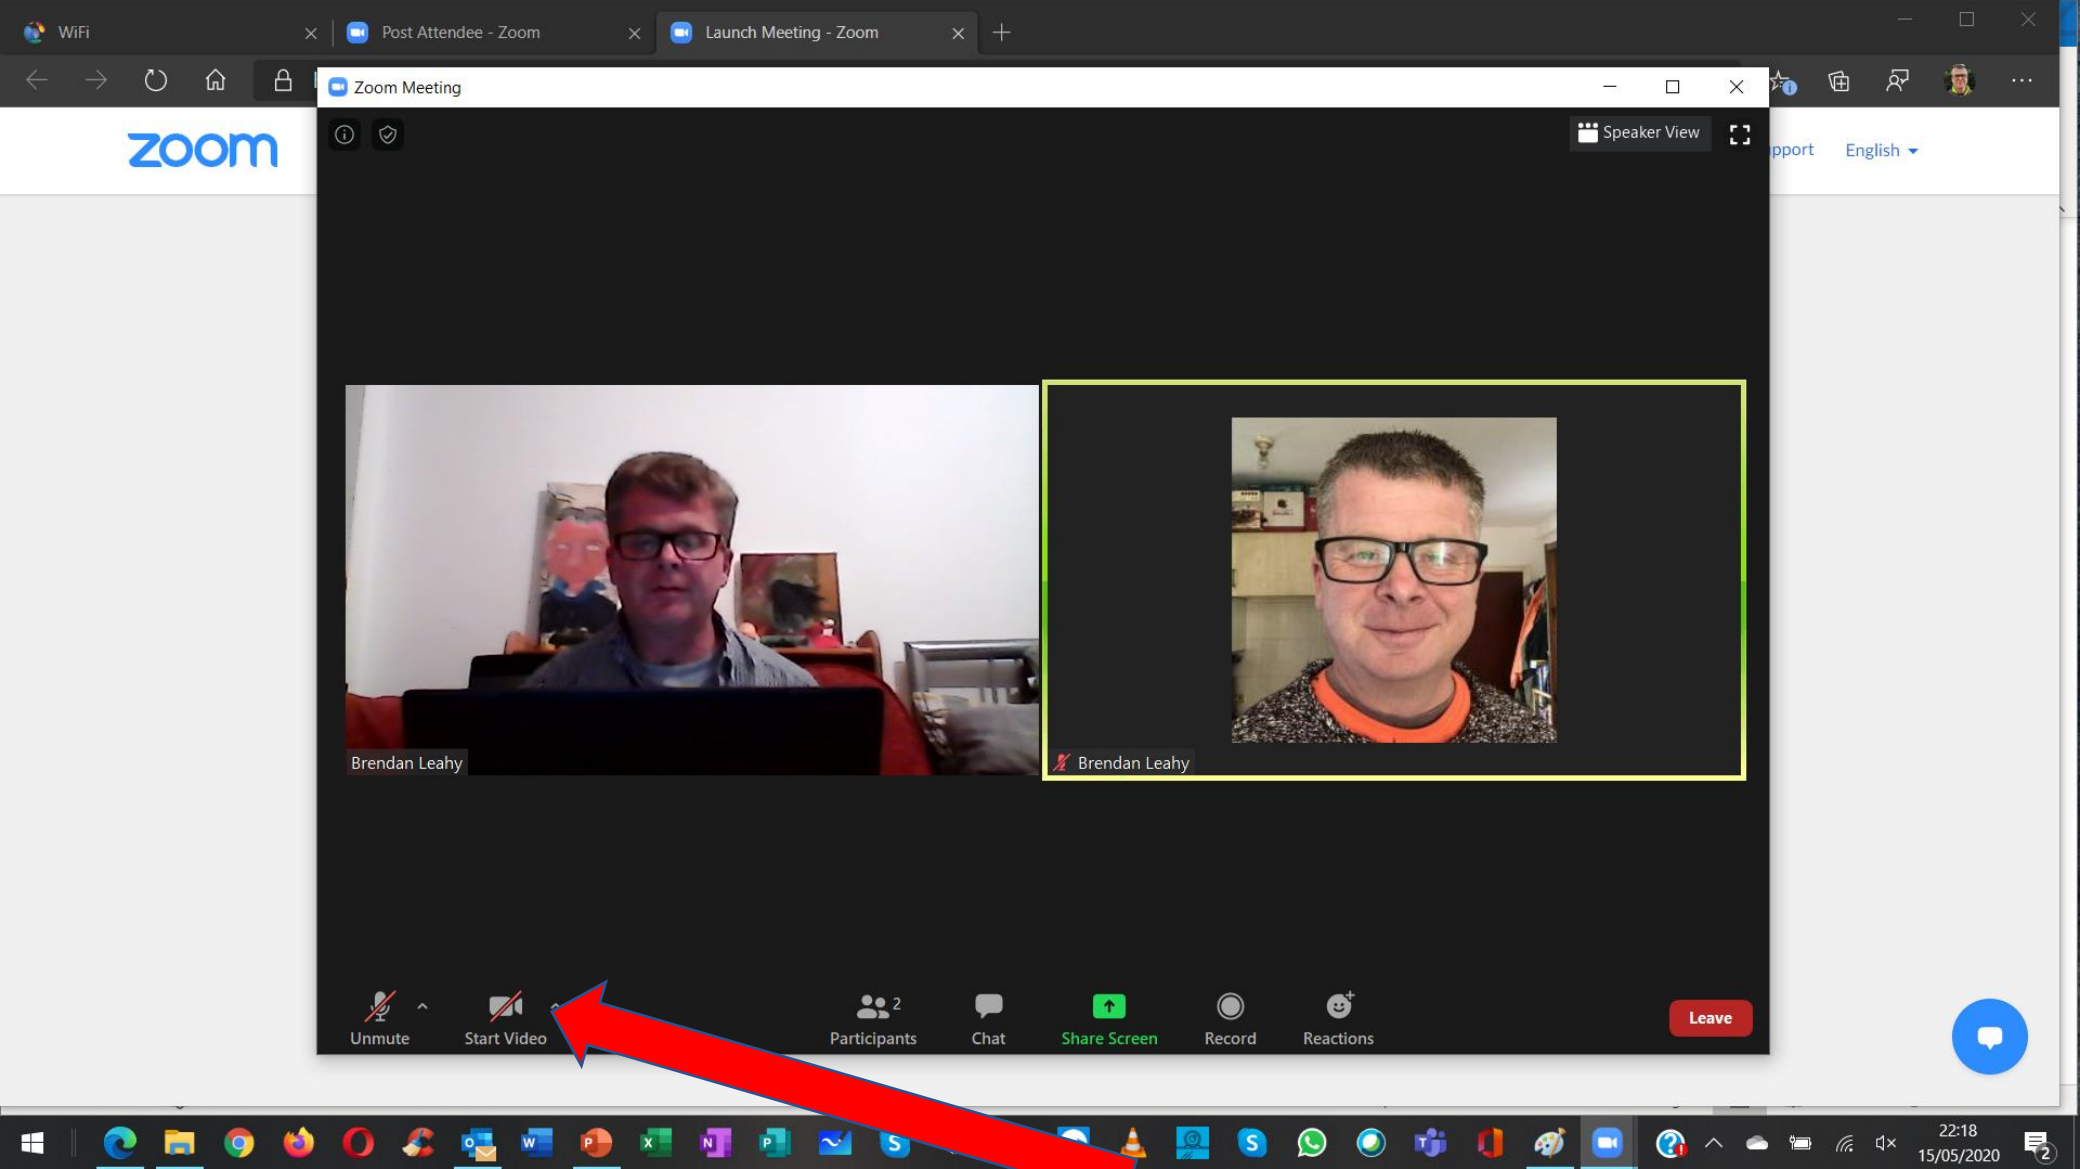 WiFi
Post Attendee - Zoom
Launch Meeting - Zoom
Zoom Meeting
zoom
Speaker View
pport
English
Brendan Leahy
Brendan Leahy
Unmute
Start Video
Participants
2
Chat
Share Screen
Record
Reactions
Leave
22:18
15/05/2020
2